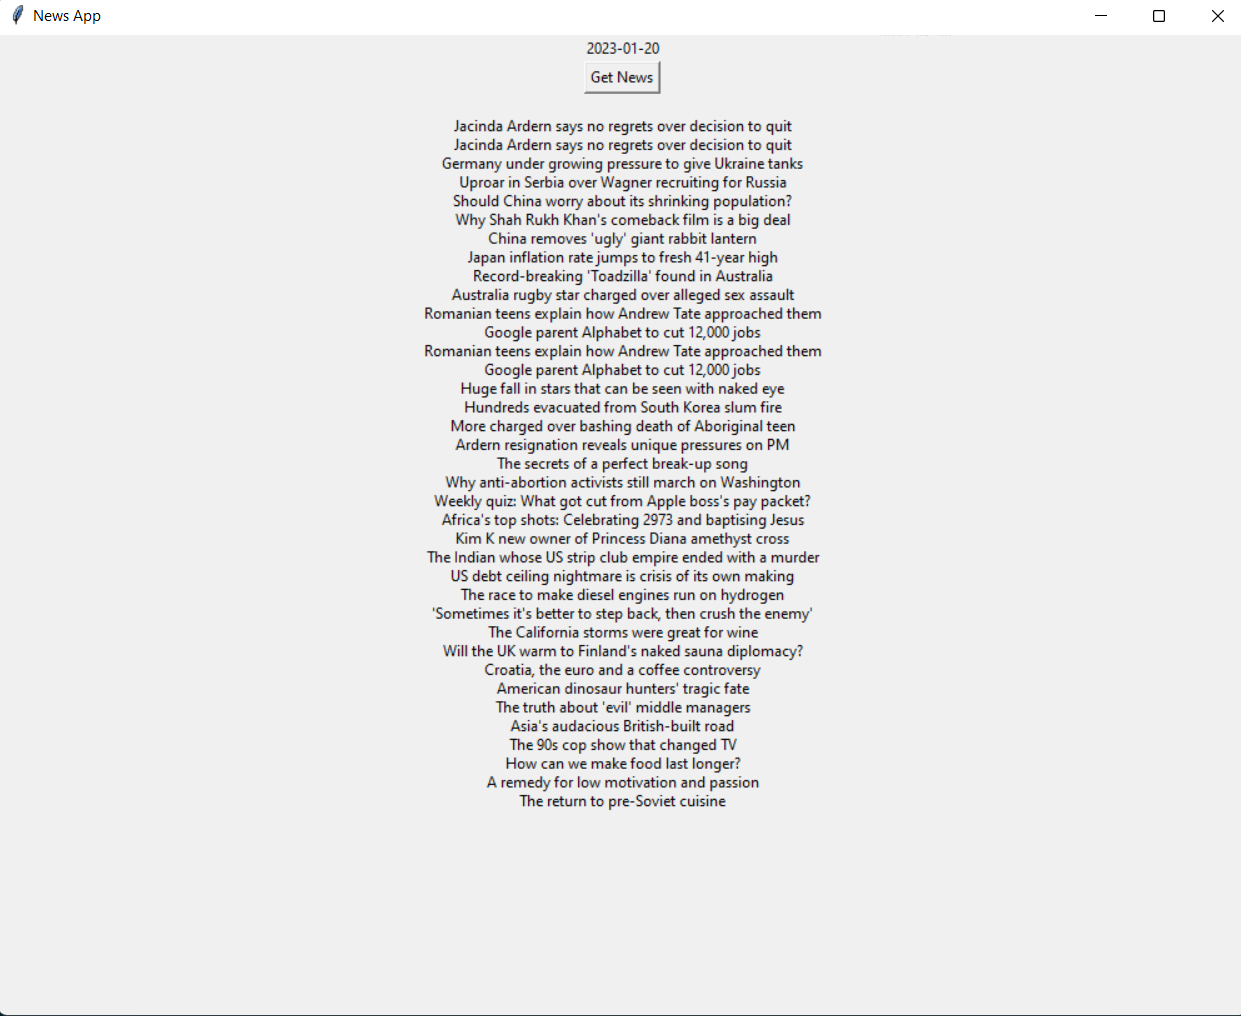 News App
2023-01-20
Get News
Jacinda Ardern says no regrets over decision to quit
Jacinda Ardern says no regrets over decision to quit
Germany under growing pressure to give Ukraine tanks
Uproar in Serbia over Wagner recruiting for Russia
Should China worry about its shrinking population?
Why Shah Rukh Khan's comeback film is a big deal
China removes 'ugly' giant rabbit lantern
Japan inflation rate jumps to fresh 41-year high
Record-breaking 'Toadzilla' found in Australia
Australia rugby star charged over alleged sex assault
Romanian teens explain how Andrew Tate approached them
Google parent Alphabet to cut 12,000 jobs
Romanian teens explain how Andrew Tate approached them
Google parent Alphabet to cut 12,000 jobs
Huge fall in stars that can be seen with naked eye
Hundreds evacuated from South Korea slum fire
More charged over bashing death of Aboriginal teen
Ardern resignation reveals unique pressures on PM
The secrets of a perfect break-up song
Why anti-abortion activists still march on Washington
Weekly quiz: What got cut from Apple boss's pay packet?
Africa's top shots: Celebrating 2973 and baptising Jesus
Kim K new owner of Princess Diana amethyst cross
The Indian whose US strip club empire ended with a murder
US debt ceiling nightmare is crisis of its own making
The race to make diesel engines run on hydrogen
'Sometimes it's better to step back, then crush the enemy'
The California storms were great for wine
Will the UK warm to Finland's naked sauna diplomacy?
Croatia, the euro and a coffee controversy
American dinosaur hunters' tragic fate
The truth about 'evil' middle managers
Asia's audacious British-built road
The 90s cop show that changed TV
How can we make food last longer?
A remedy for low motivation and passion
The return to pre-Soviet cuisine